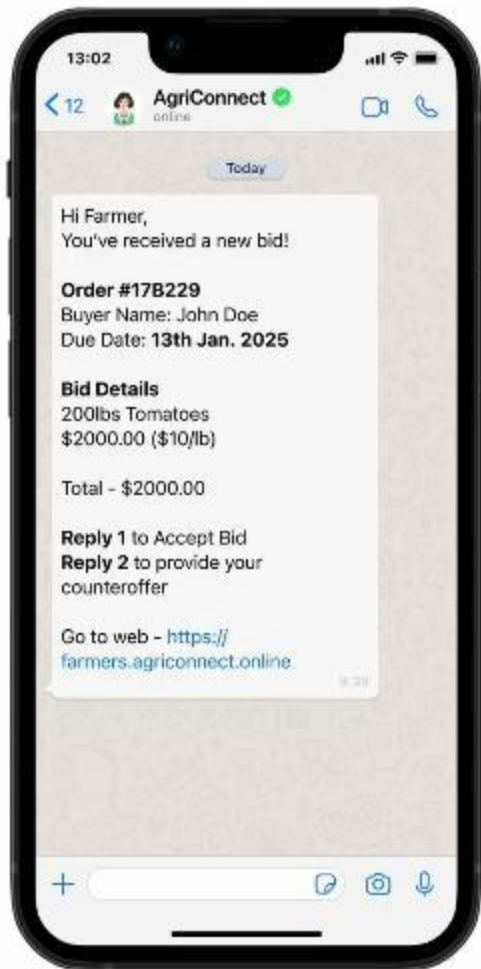 13:02
12
AgriConnect
online
Today
Hi Farmer,
You've received a new bid!
Order #17B229
Buyer Name: John Doe
Due Date: 13th Jan. 2025
Bid Details
200lbs Tomatoes
$2000.00 ($10/lb)
Total - $2000.00
Reply 1 to Accept Bid
Reply 2 to provide your
counteroffer
Go to web - https://
farmers.agriconnect.online